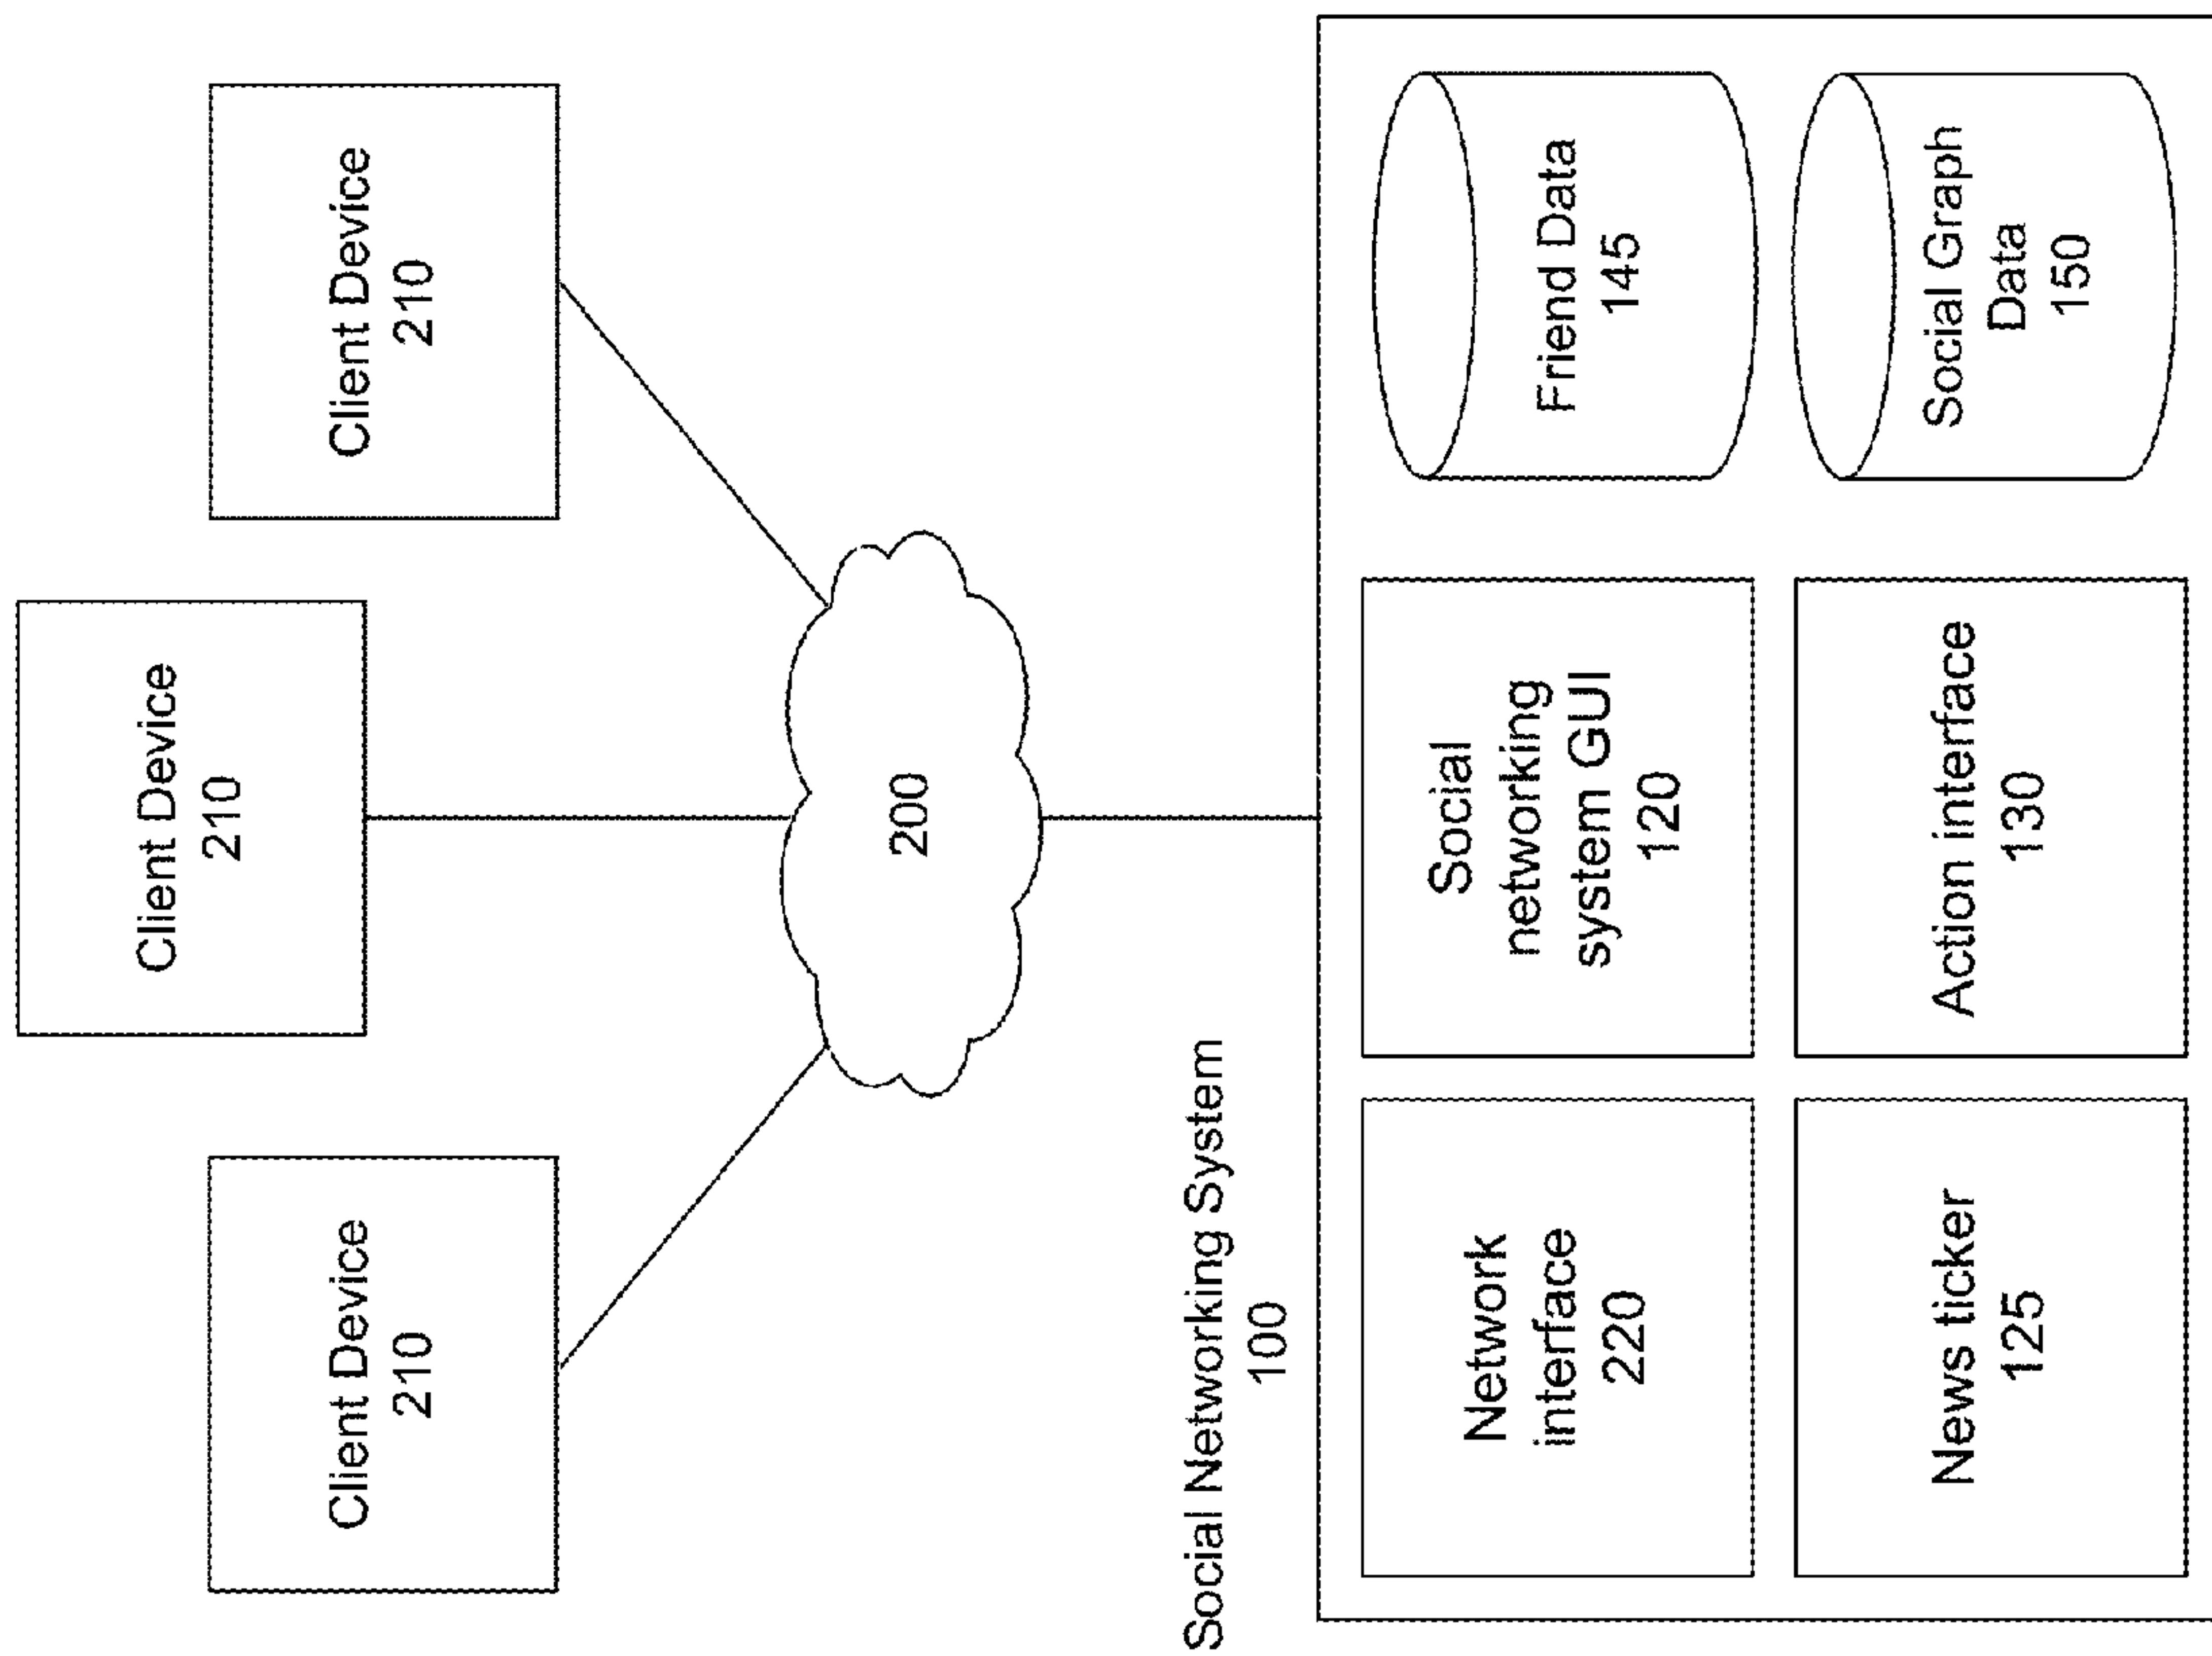 Client Device
210
Client Device
210
Client Device
210
200
Social Networking System
100
Network
interface
220
Social
networking
system GUI
120
Friend Data
145
News ticker
125
Action interface
130
Social Graph
Data
150